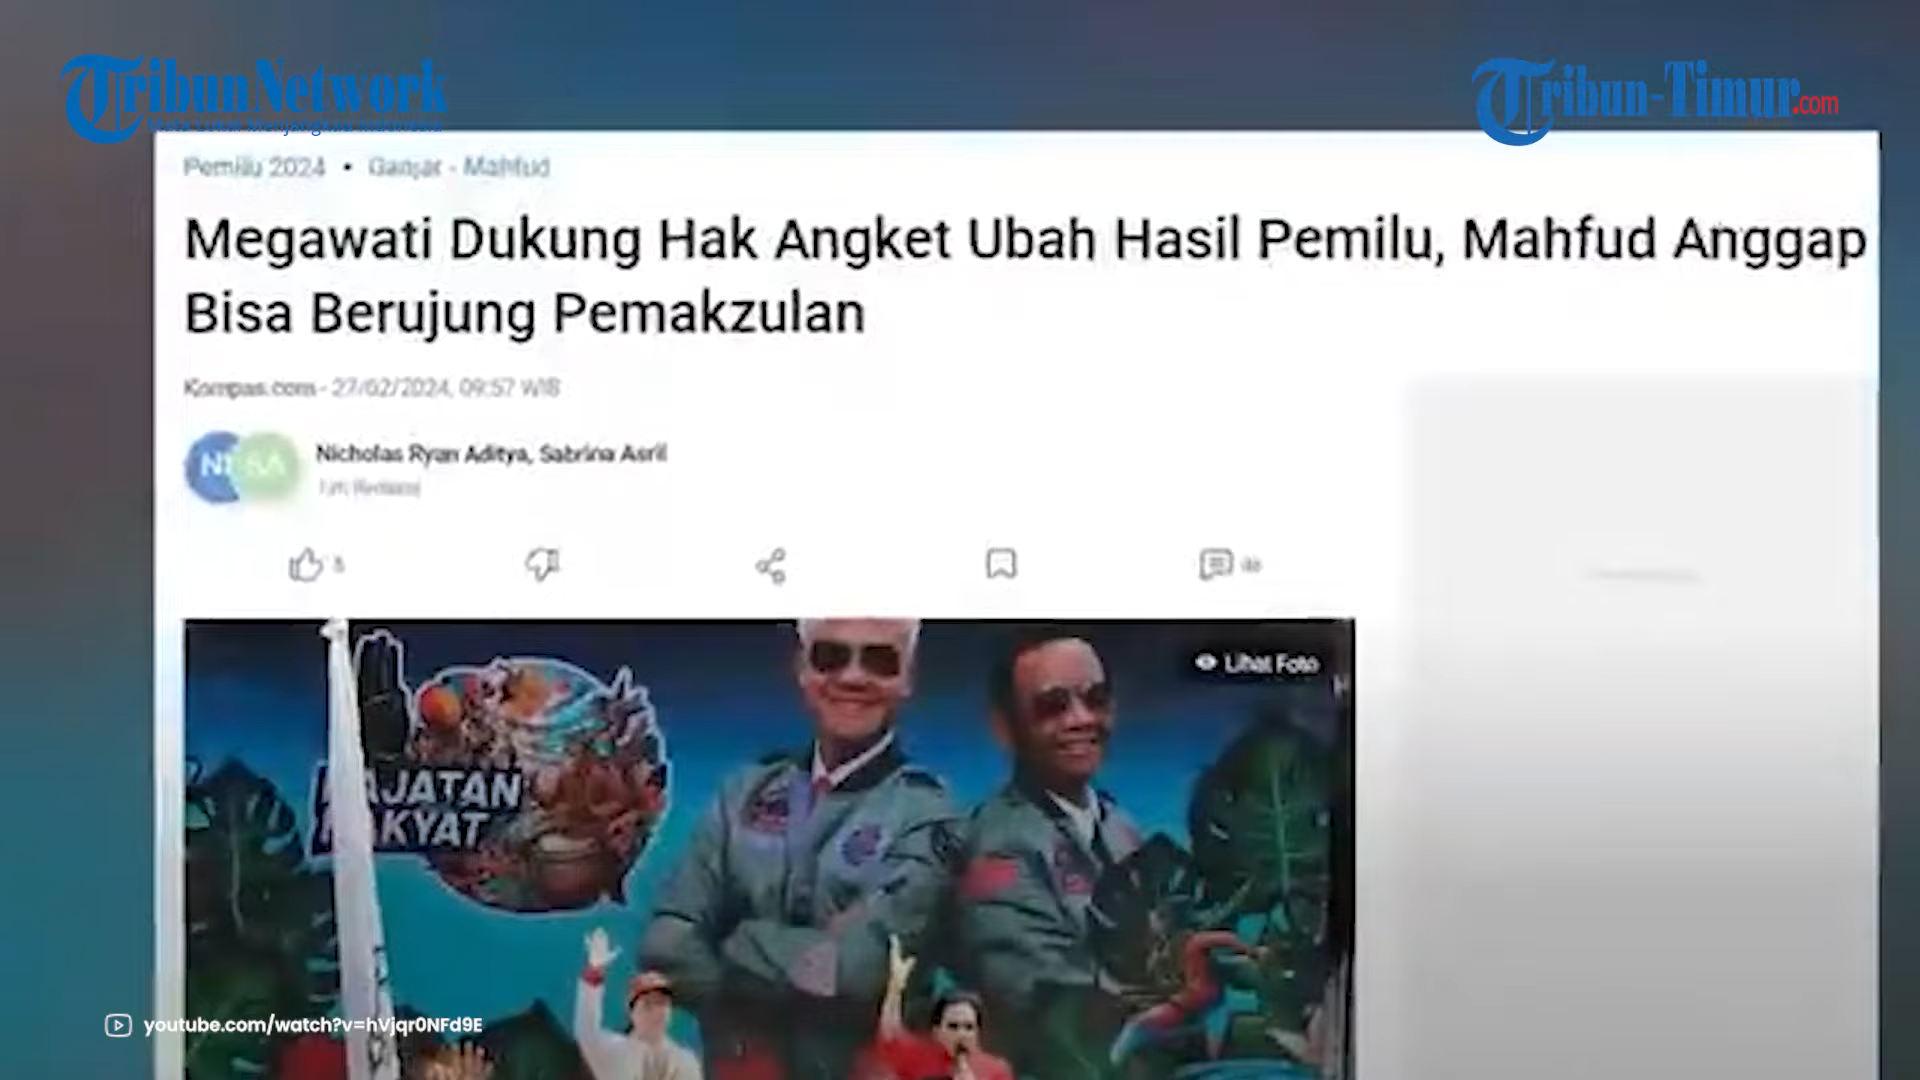 TribunNetwork
Tribun-Timur.com
Pemilu 2024 • Ganjar - Mahfud
Megawati Dukung Hak Angket Ubah Hasil Pemilu, Mahfud Anggap
Bisa Berujung Pemakzulan
Kompas.com - 27/02/2024, 09:57 WIB
Nicholas Ryan Aditya, Sabrina Asril
Lihat Foto
HAJATAN
RAKYAT
youtube.com/watch?v=hVjqr0NFd9E